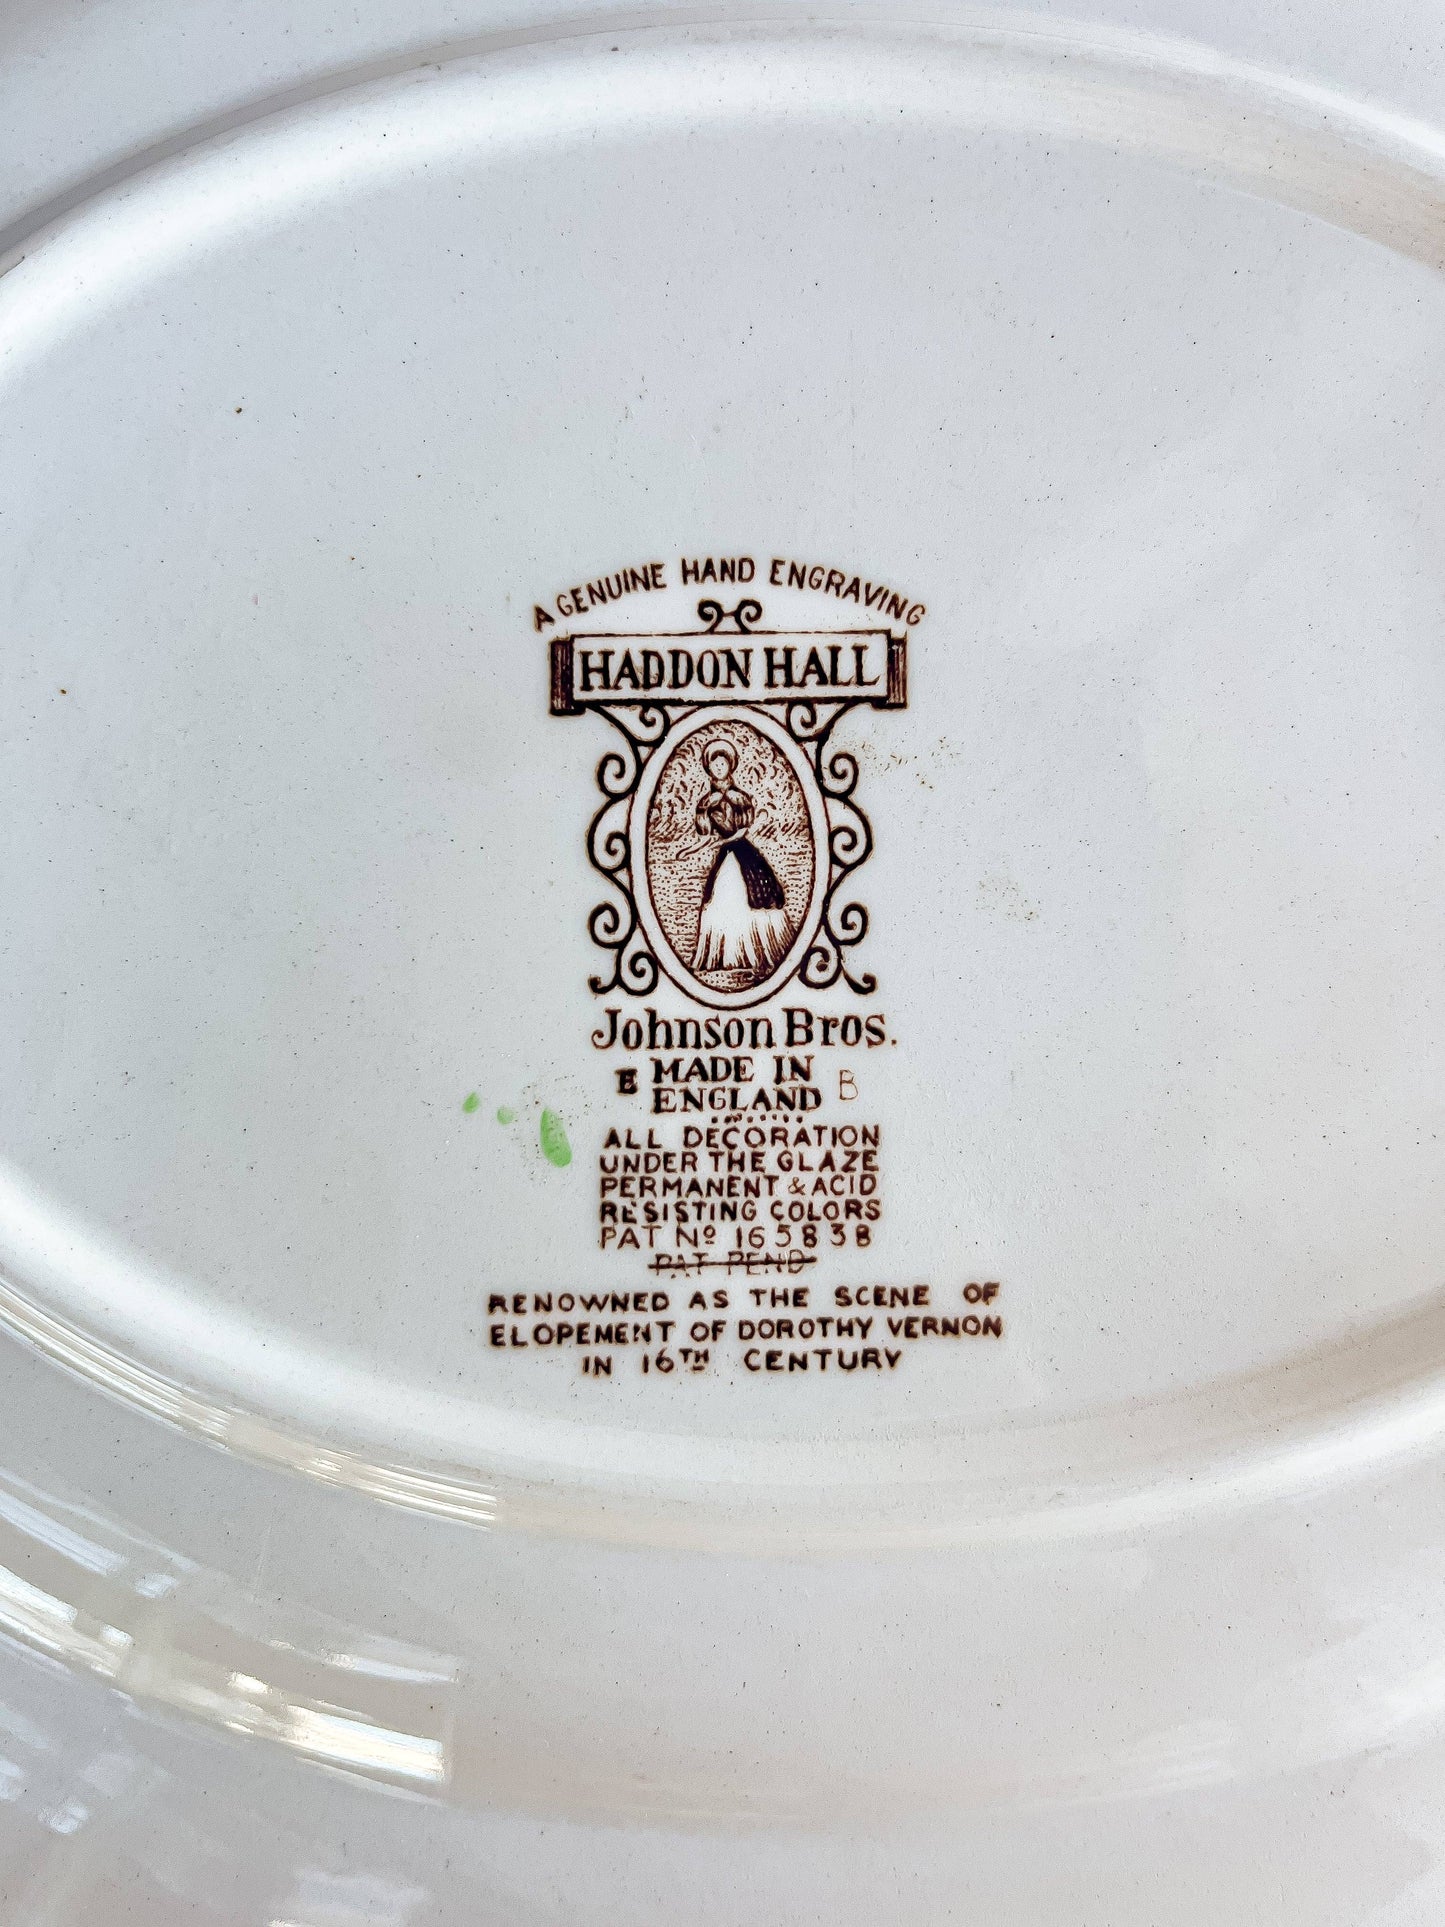 A GENUINE HAND ENGRAVING
HADDON HALL
Johnson Bros.
E MADE IN B
ENGLAND
ALL DECORATION
UNDER THE GLAZE
PERMANENT & ACID
RESISTING COLORS
PAT Nº 165838
PAT PEND
RENOWNED AS THE SCENE OF
ELOPEMENT OF DOROTHY VERNON
IN 16TH CENTURY